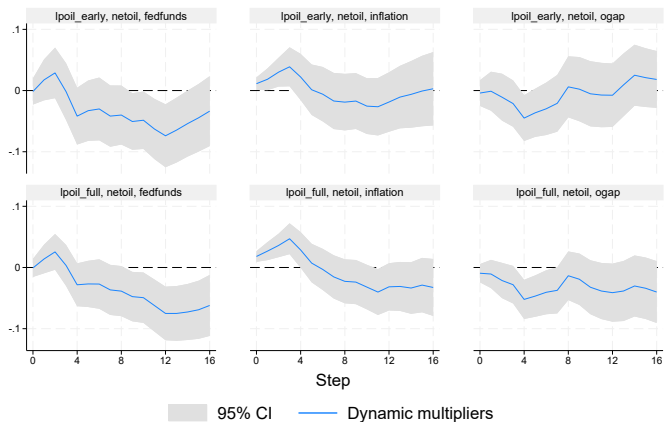 lpoil_early, netoil, fedfunds
lpoil_early, netoil, inflation
lpoil_early, netoil, ogap
.1
0
-.1
lpoil_full, netoil, fedfunds
lpoil_full, netoil, inflation
lpoil_full, netoil, ogap
.1
0
-.1
0 4 8 12 16
0 4 8 12 16
0 4 8 12 16
Step
95% CI
Dynamic multipliers